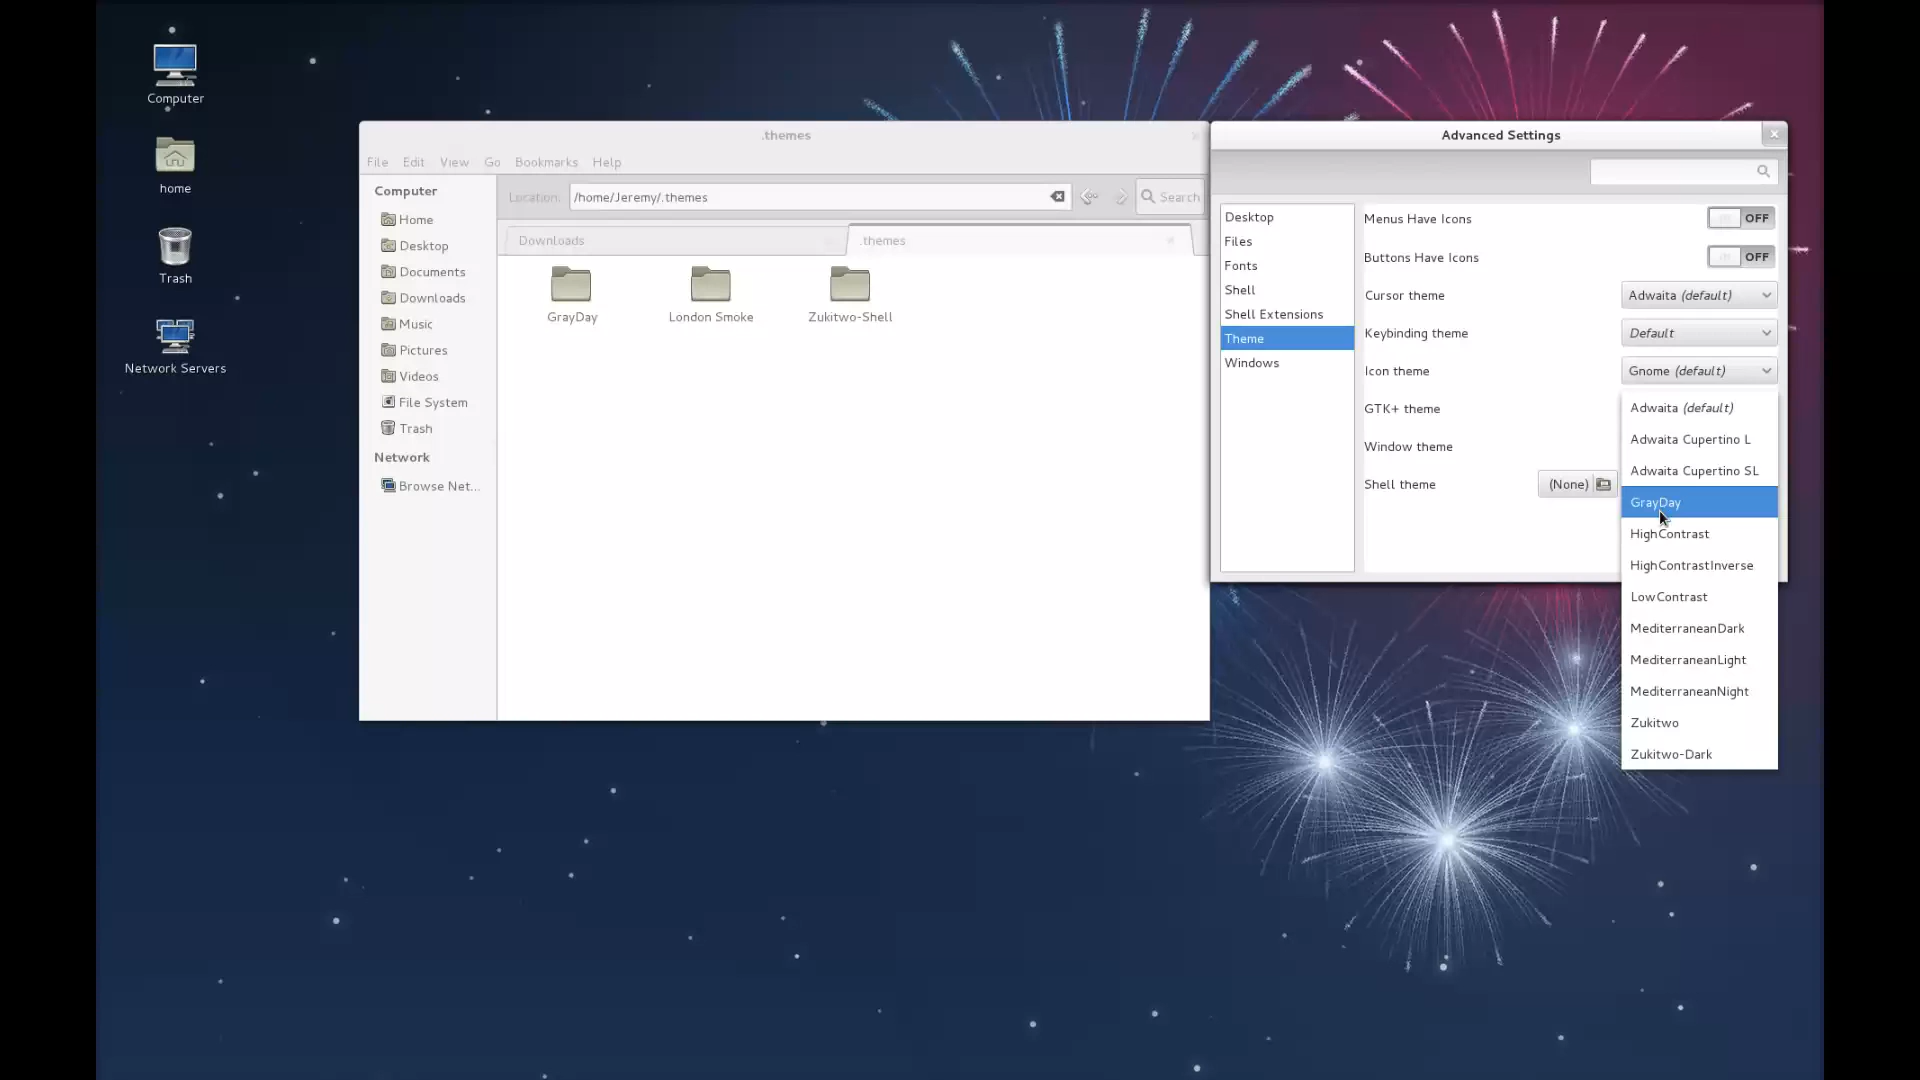 Computer
home
Trash
Network Servers
.themes
File Edit View Go Bookmarks Help
Computer
Home
Desktop
Documents
Downloads
Music
Pictures
Videos
File System
Trash
Network
Browse Net...
Location: /home/Jeremy/.themes Search
Downloads .themes
GrayDay London Smoke Zukitwo-Shell
Advanced Settings
Desktop
Files
Fonts
Shell
Shell Extensions
Theme
Windows
Menus Have Icons OFF
Buttons Have Icons OFF
Cursor theme Adwaita (default)
Keybinding theme Default
Icon theme Gnome (default)
GTK+ theme
Window theme
Shell theme (None)
Adwaita (default)
Adwaita Cupertino L
Adwaita Cupertino SL
GrayDay
HighContrast
HighContrastInverse
LowContrast
MediterraneanDark
MediterraneanLight
MediterraneanNight
Zukitwo
Zukitwo-Dark